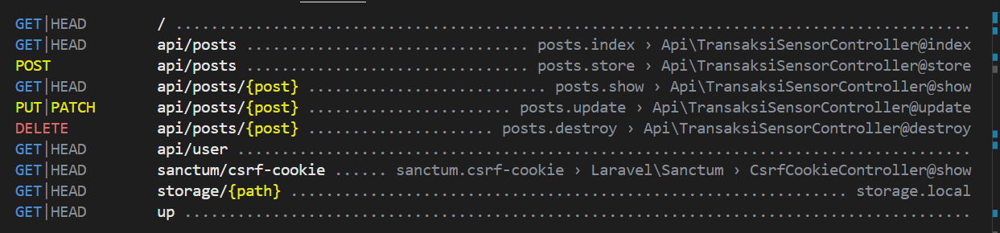 GET|HEAD / ..........................................................................................
GET|HEAD api/posts ................................ posts.index › Api\TransaksiSensorController@index
POST api/posts ................................ posts.store › Api\TransaksiSensorController@store
GET|HEAD api/posts/{post} ........................... posts.show › Api\TransaksiSensorController@show
PUT|PATCH api/posts/{post} ....................... posts.update › Api\TransaksiSensorController@update
DELETE api/posts/{post} ..................... posts.destroy › Api\TransaksiSensorController@destroy
GET|HEAD api/user ...................................................................................
GET|HEAD sanctum/csrf-cookie ...... sanctum.csrf-cookie › Laravel\Sanctum › CsrfCookieController@show
GET|HEAD storage/{path} ............................................................... storage.local
GET|HEAD up .........................................................................................